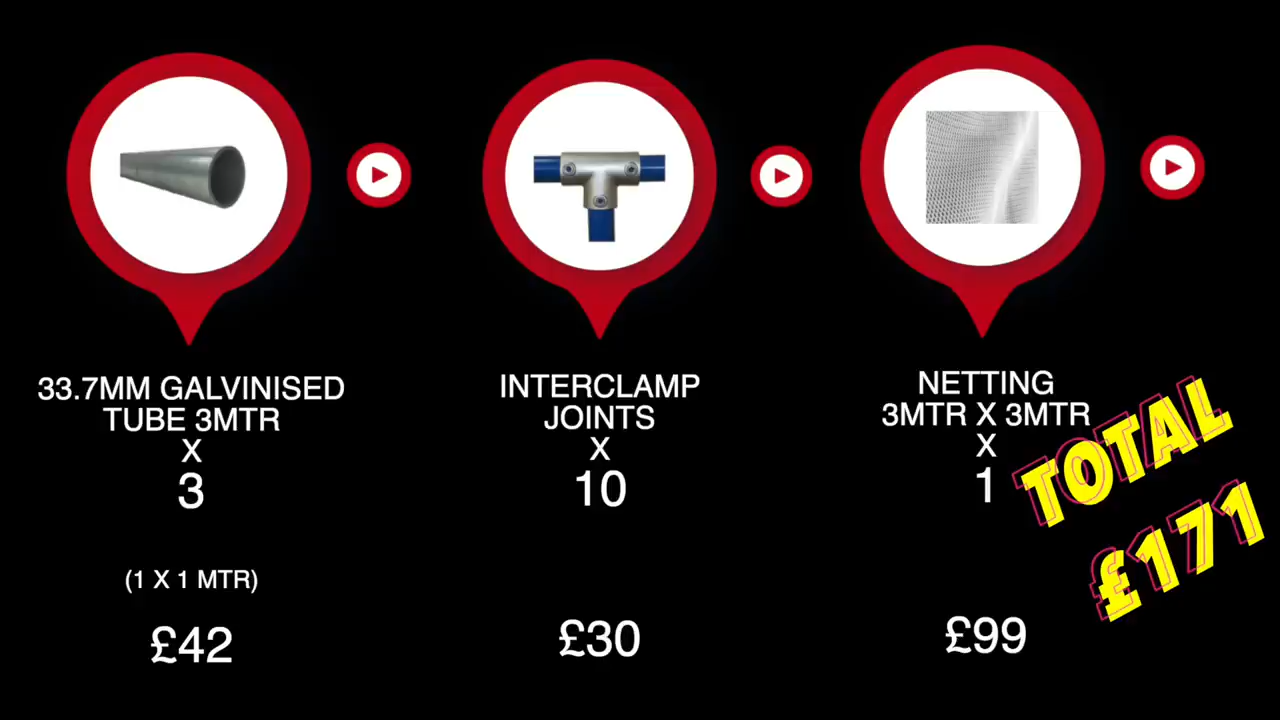 33.7MM GALVINISED
TUBE 3MTR
X
3
(1 X 1 MTR)
£42
INTERCLAMP
JOINTS
X
10
£30
NETTING
3MTR X 3MTR
X
1
£99
TOTAL
£171